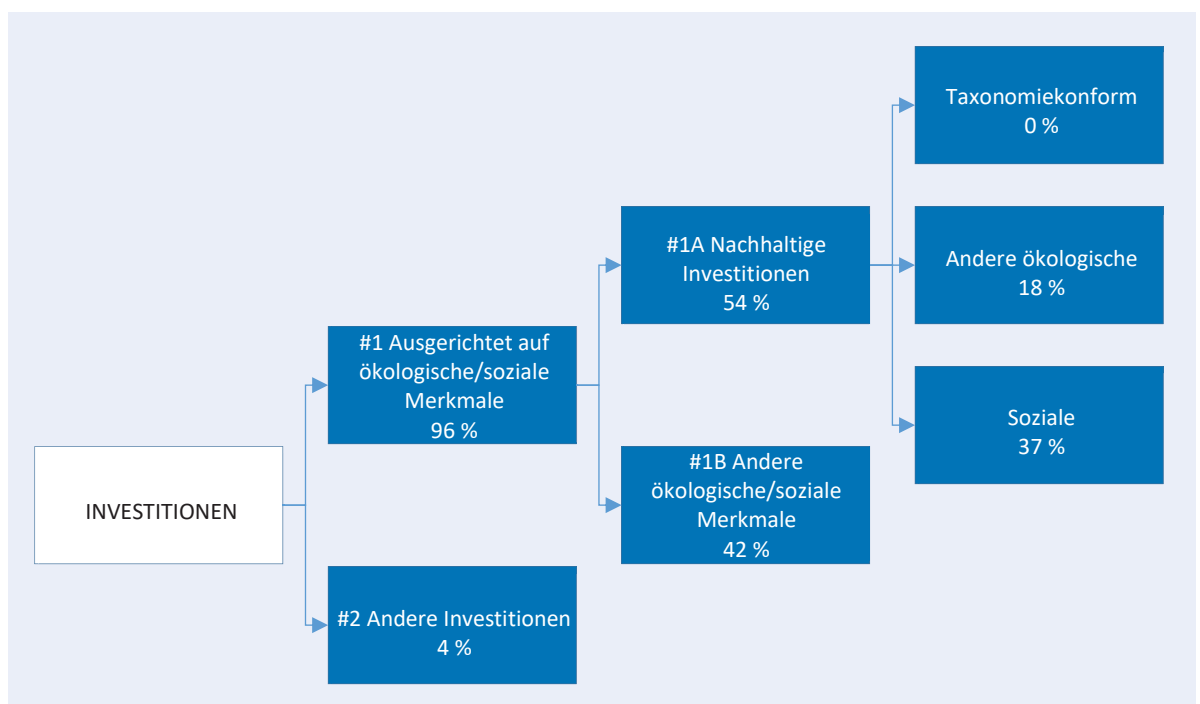 INVESTITIONEN
#1 Ausgerichtet auf
ökologische/soziale
Merkmale
96 %
#2 Andere Investitionen
4 %
#1A Nachhaltige
Investitionen
54 %
#1B Andere
ökologische/soziale
Merkmale
42 %
Taxonomiekonform
0 %
Andere ökologische
18 %
Soziale
37 %